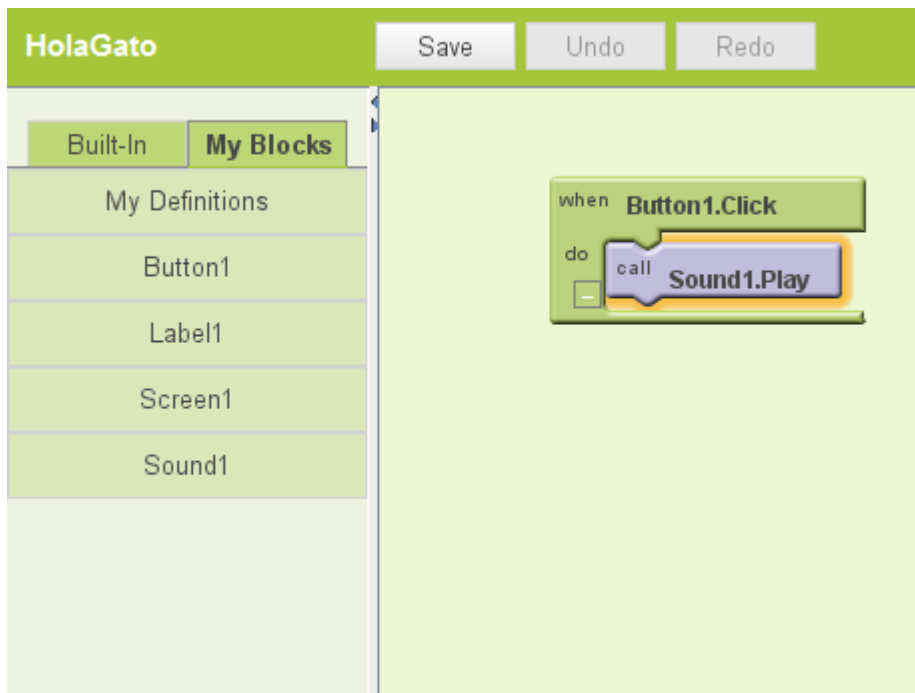 HolaGato
Save Undo Redo
Built-In My Blocks
My Definitions
Button1
Label1
Screen1
Sound1
when Button1.Click
do
call Sound1.Play